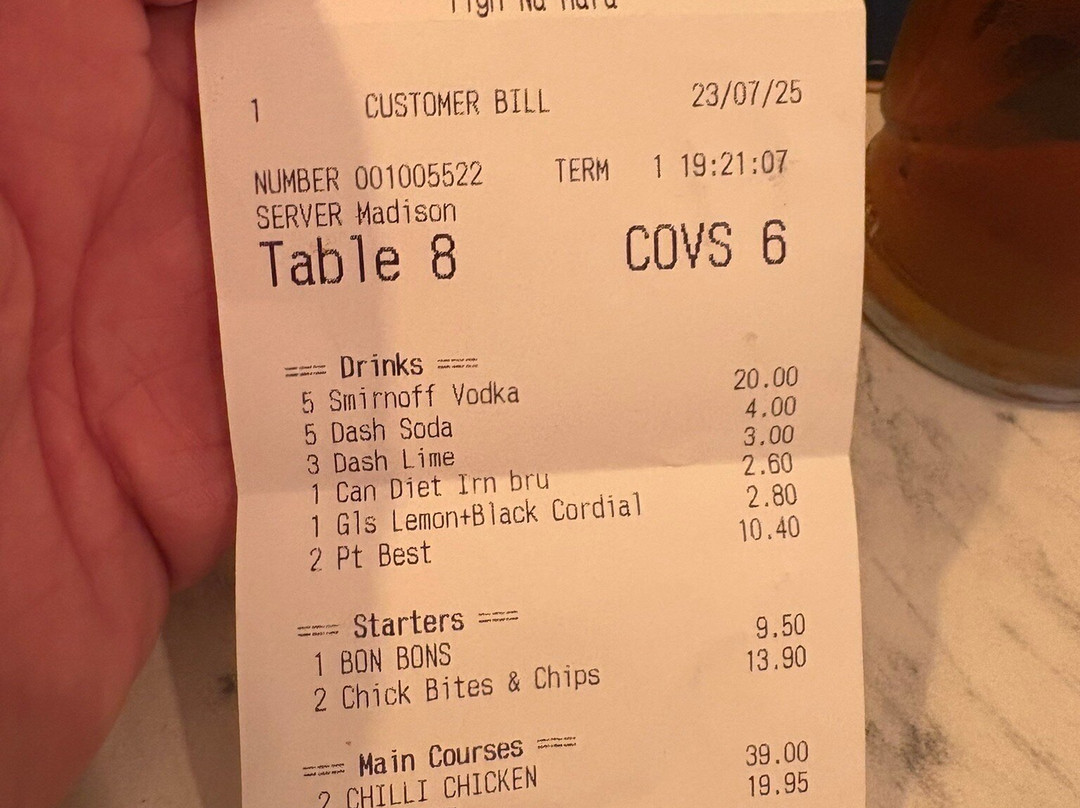 1 CUSTOMER BILL 23/07/25
NUMBER 001005522 TERM 1 19:21:07
SERVER Madison
Table 8 COVS 6
== Drinks ==
5 Smirnoff Vodka 20.00
5 Dash Soda 4.00
3 Dash Lime 3.00
1 Can Diet Irn bru 2.60
1 Gls Lemon+Black Cordial 2.80
2 Pt Best 10.40
== Starters ==
1 BON BONS 9.50
2 Chick Bites & Chips 13.90
== Main Courses ==
2 CHILLI CHICKEN 39.00
19.95